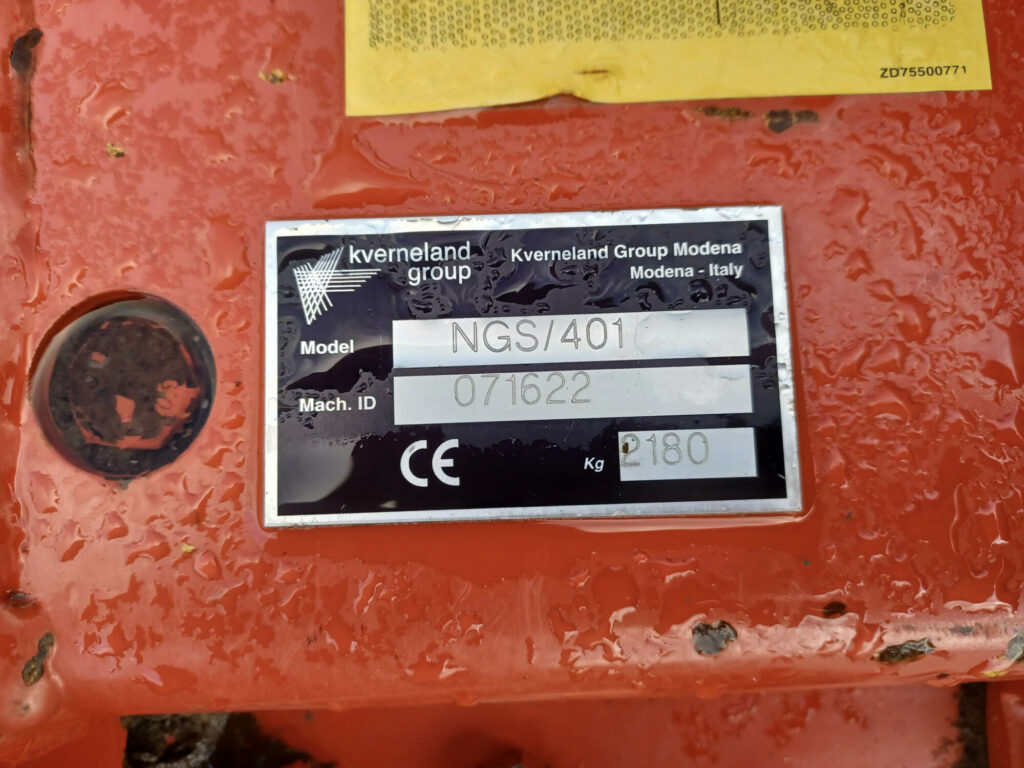 ZD75500771
kverneland
group
Kverneland Group Modena
Modena - Italy
Model NGS/401
Mach. ID 071622
CE Kg 2180